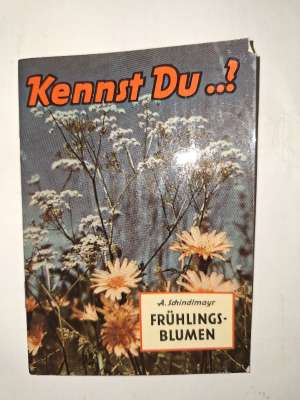 Kennst Du..?
A. Schindlmayr
FRÜHLINGS-
BLUMEN